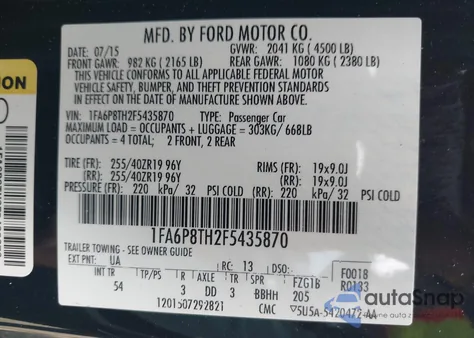 MFD. BY FORD MOTOR CO.
DATE: 07/15 GVWR: 2041 KG ( 4500 LB)
FRONT GAWR: 982 KG ( 2165 LB) REAR GAWR: 1080 KG ( 2380 LB)
THIS VEHICLE CONFORMS TO ALL APPLICABLE FEDERAL MOTOR
VEHICLE SAFETY, BUMPER, AND THEFT PREVENTION STANDARDS
IN EFFECT ON THE DATE OF MANUFACTURE SHOWN ABOVE.
VIN: 1FA6P8TH2F5435870 TYPE: Passenger Car
MAXIMUM LOAD = OCCUPANTS + LUGGAGE = 303KG/ 668LB
OCCUPANTS = 4 TOTAL: 2 FRONT, 2 REAR
TIRE (FR): 255/40ZR19 96Y RIMS (FR): 19x9.0J
(RR): 255/40ZR19 96Y (RR): 19x9.0J
PRESSURE (FR): 220 kPa/ 32 PSI COLD (RR): 220 kPa/ 32 PSI COLD
1FA6P8TH2F5435870
TRAILER TOWING - SEE OWNER GUIDE
EXT PNT: UA RC: 13 DSO: F0018
INT TR TP/PS R AXLE TR SPR FZG1B R0133
54 3 DD 3 BBHH 205
1201507292821 CMC 5U5A-5420472-AA
ION
autoSnap